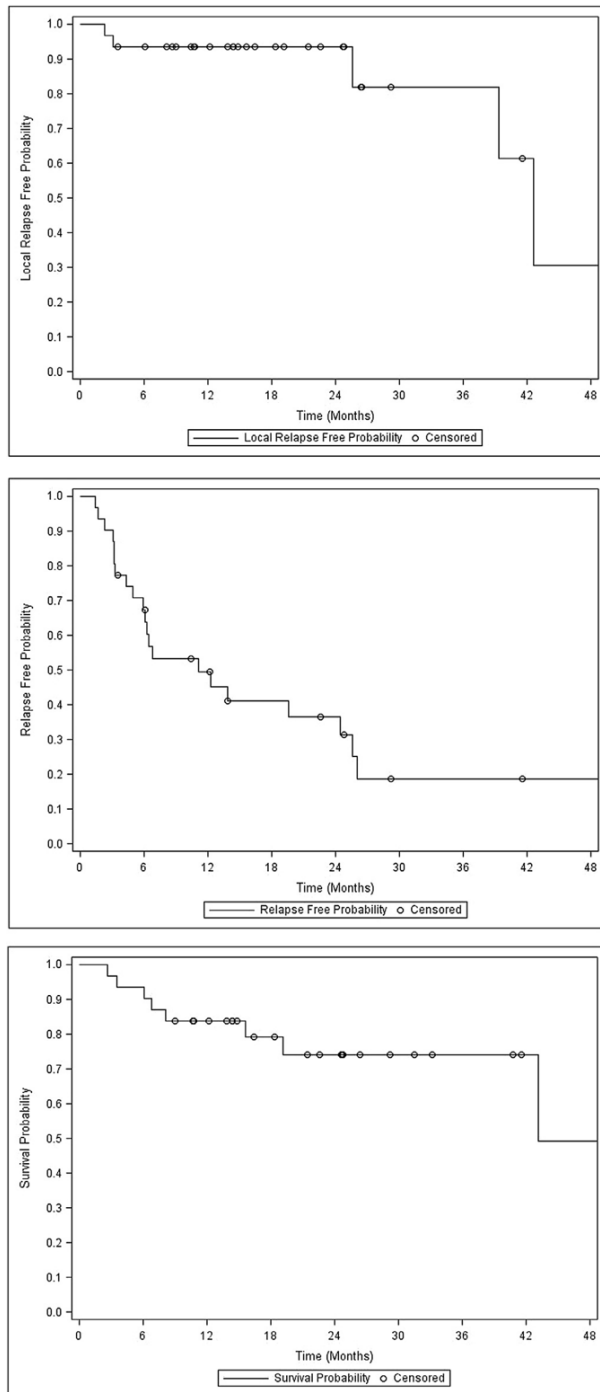 Local Relapse Free Probability
1.0
0.9
0.8
0.7
0.6
0.5
0.4
0.3
0.2
0.1
0.0
0 6 12 18 24 30 36 42 48
Time (Months)
Local Relapse Free Probability Censored
Relapse Free Probability
1.0
0.9
0.8
0.7
0.6
0.5
0.4
0.3
0.2
0.1
0.0
0 6 12 18 24 30 36 42 48
Time (Months)
Relapse Free Probability Censored
Survival Probability
1.0
0.9
0.8
0.7
0.6
0.5
0.4
0.3
0.2
0.1
0.0
0 6 12 18 24 30 36 42 48
Time (Months)
Survival Probability Censored